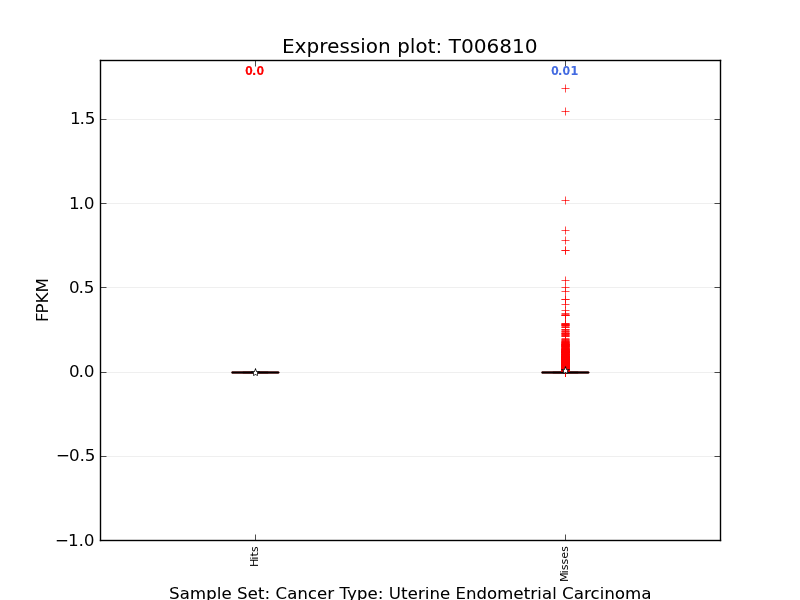 Expression plot: T006810
0.0
0.01
1.5
1.0
0.5
0.0
−0.5
−1.0
FPKM
Hits
Misses
Sample Set: Cancer Type: Uterine Endometrial Carcinoma